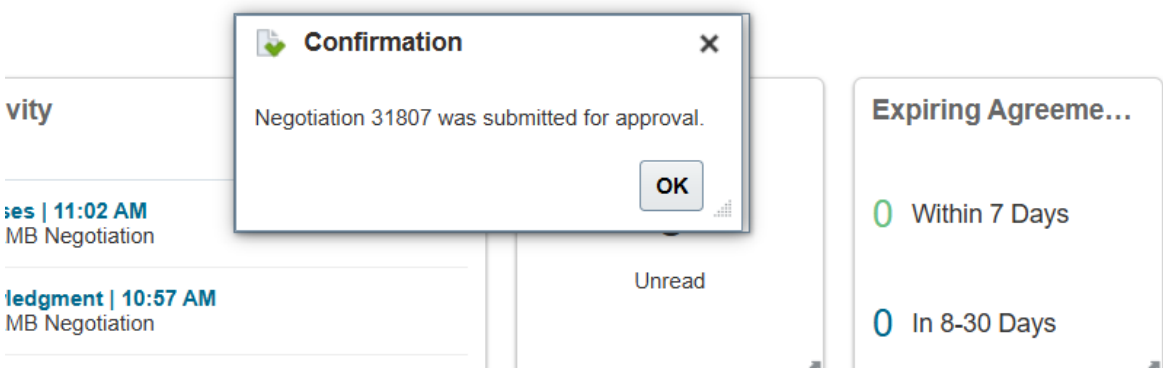 Confirmation
Negotiation 31807 was submitted for approval.
OK
vity
ses | 11:02 AM
MB Negotiation
ledgment | 10:57 AM
MB Negotiation
Unread
Expiring Agreeme...
0 Within 7 Days
0 In 8-30 Days